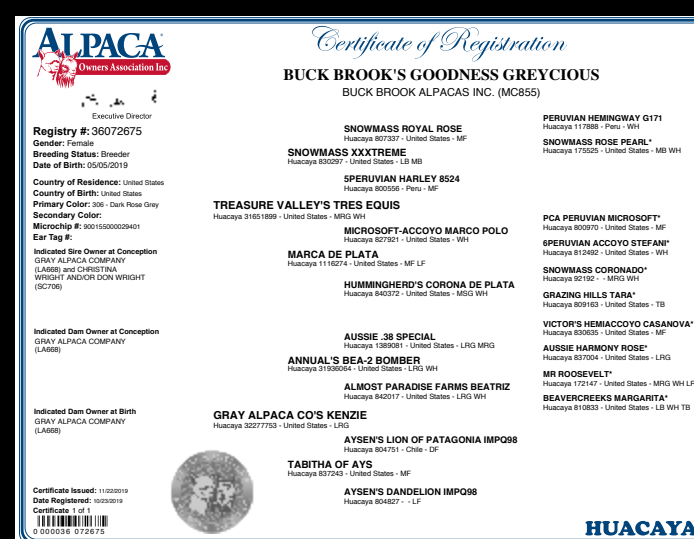 ALPACA
Owners Association Inc
Certificate of Registration
BUCK BROOK'S GOODNESS GREYCIOUS
BUCK BROOK ALPACAS INC. (MC855)
Executive Director
Registry #: 36072675
Gender: Female
Breeding Status: Breeder
Date of Birth: 05/05/2019
Country of Residence: United States
Country of Birth: United States
Primary Color: 306 - Dark Rose Grey
Secondary Color:
Microchip #: 900155000029401
Ear Tag #:
Indicated Sire Owner at Conception
GRAY ALPACA COMPANY
(LA668) and CHRISTINA
WRIGHT AND/OR DON WRIGHT
(SC706)
Indicated Dam Owner at Conception
GRAY ALPACA COMPANY
(LA668)
Indicated Dam Owner at Birth
GRAY ALPACA COMPANY
(LA668)
Certificate Issued: 11/22/2019
Date Registered: 10/23/2019
Certificate 1 of 1
0 000036 072675
TREASURE VALLEY'S TRES EQUIS
Huacaya 31651899 - United States - MRG WH
GRAY ALPACA CO'S KENZIE
Huacaya 32277753 - United States - LRG
SNOWMASS XXXTREME
Huacaya 830297 - United States - LB MB
MARCA DE PLATA
Huacaya 1116274 - United States - MF LF
ANNUAL'S BEA-2 BOMBER
Huacaya 31936064 - United States - LRG WH
TABITHA OF AYS
Huacaya 837243 - United States - MF
SNOWMASS ROYAL ROSE
Huacaya 807337 - United States - MF
5PERUVIAN HARLEY 8524
Huacaya 800556 - Peru - MF
MICROSOFT-ACCOYO MARCO POLO
Huacaya 827921 - United States - WH
HUMMINGHERD'S CORONA DE PLATA
Huacaya 840372 - United States - MSG WH
AUSSIE .38 SPECIAL
Huacaya 1389081 - United States - LRG MRG
ALMOST PARADISE FARMS BEATRIZ
Huacaya 842017 - United States - LRG WH
AYSEN'S LION OF PATAGONIA IMPQ98
Huacaya 804751 - Chile - DF
AYSEN'S DANDELION IMPQ98
Huacaya 804827 - - LF
PERUVIAN HEMINGWAY G171
Huacaya 117888 - Peru - WH
SNOWMASS ROSE PEARL*
Huacaya 175525 - United States - MB WH
PCA PERUVIAN MICROSOFT*
Huacaya 800970 - United States - MF
6PERUVIAN ACCOYO STEFANI*
Huacaya 812492 - United States - WH
SNOWMASS CORONADO*
Huacaya 92192 - - MRG WH
GRAZING HILLS TARA*
Huacaya 809163 - United States - TB
VICTOR'S HEMIACCOYO CASANOVA*
Huacaya 830635 - United States - MF
AUSSIE HARMONY ROSE*
Huacaya 837004 - United States - LRG
MR ROOSEVELT*
Huacaya 172147 - United States - MRG WH LF
BEAVERCREEKS MARGARITA*
Huacaya 810833 - United States - LB WH TB
HUACAYA